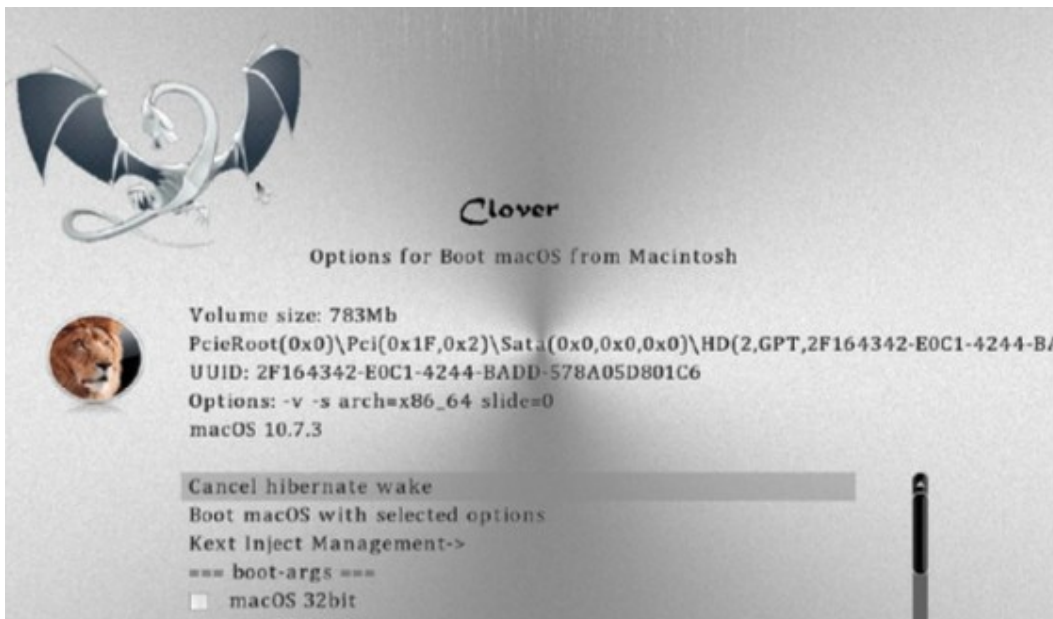 Clover
Options for Boot macOS from Macintosh
Volume size: 783Mb
PcieRoot(0x0)\Pci(0x1F,0x2)\Sata(0x0,0x0,0x0)\HD(2,GPT,2F164342-E0C1-4244-BA
UUID: 2F164342-E0C1-4244-BADD-578A05D801C6
Options: -v -s arch=x86_64 slide=0
macOS 10.7.3
Cancel hibernate wake
Boot macOS with selected options
Kext Inject Management->
=== boot-args ===
macOS 32bit